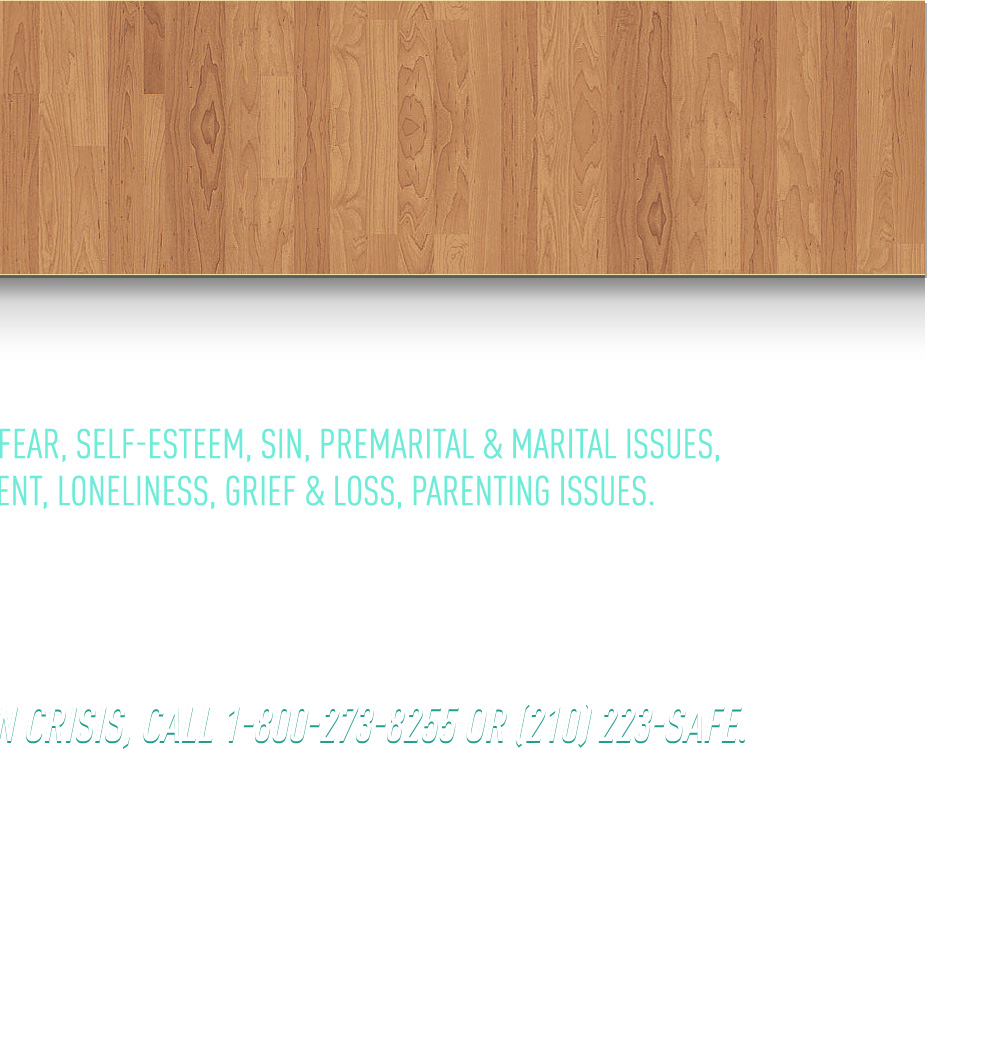 FEAR, SELF-ESTEEM, SIN, PREMARITAL & MARITAL ISSUES,
LONELINESS, GRIEF & LOSS, PARENTING ISSUES.
CRISIS, CALL 1-800-273-8255 OR (210) 223-SAFE.